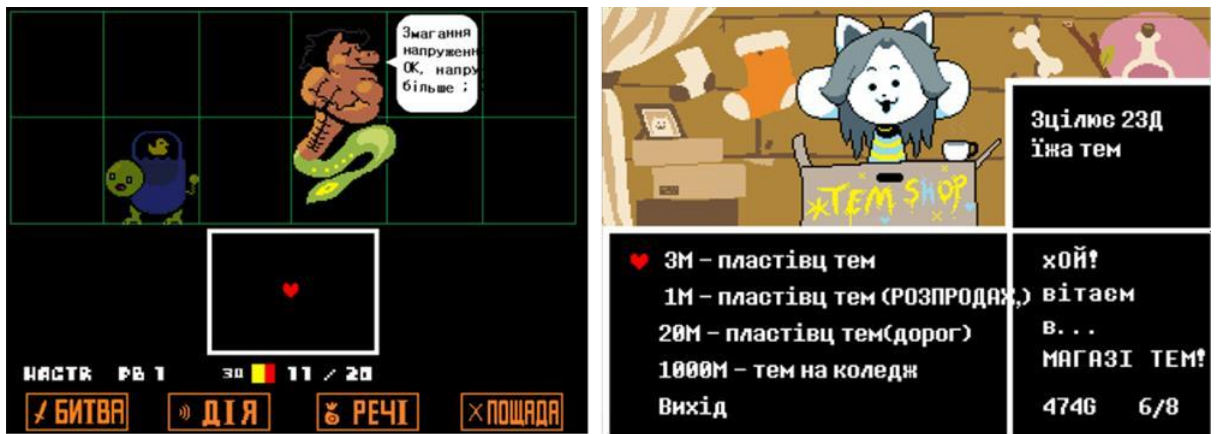 Змагання
напруженн
ОК, напру
більше ;
НАСТR РВ 1 ЗД 11 / 20
БИТВА ДІЯ РЕЧІ ПОЩАДА
TEM SHOP
Зцілює 23Д
їжа тем
3М – пластівц тем
1М – пластівц тем (РОЗПРОДАЖ,)
20М – пластівц тем(дорог)
1000М – тем на коледж
Вихід
хОЙ!
вітаєм
в...
МАГАЗІ ТЕМ!
474G 6/8